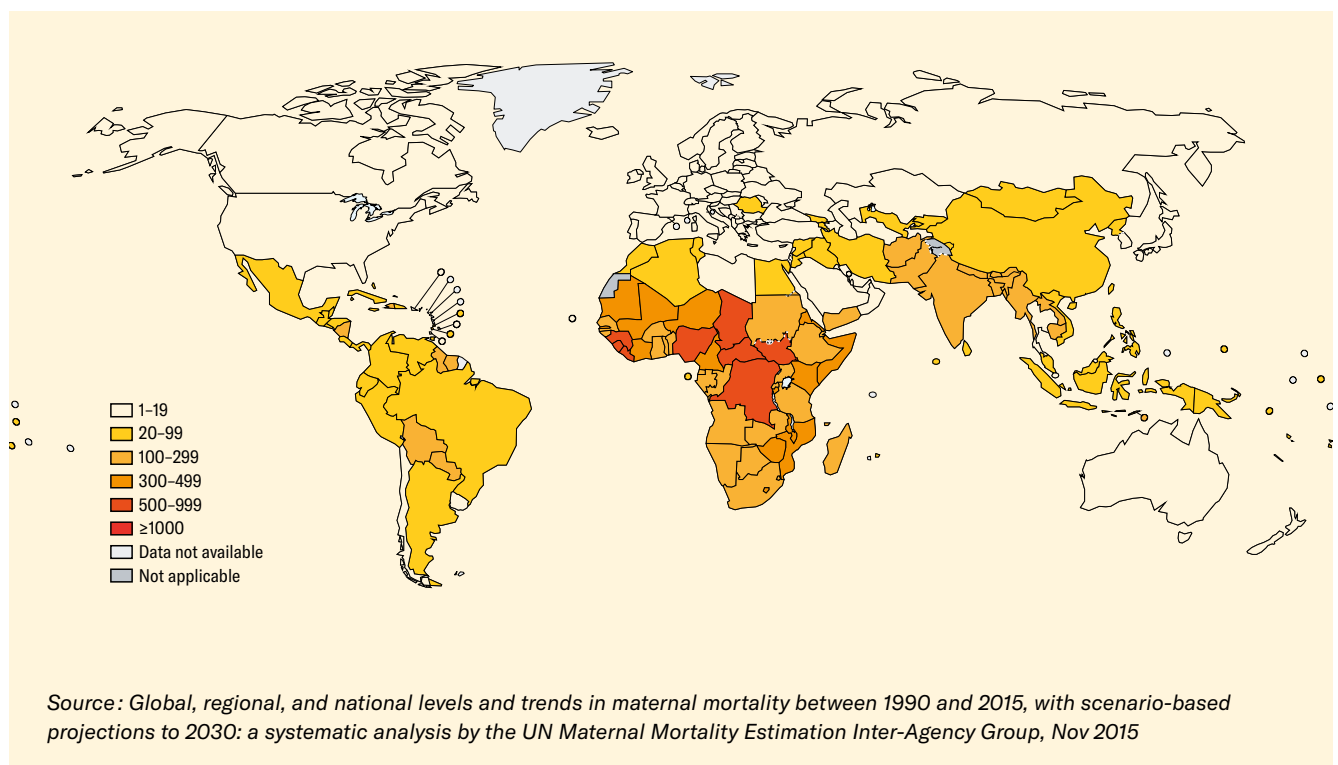 1–19
20–99
100–299
300–499
500–999
≥1000
Data not available
Not applicable
Source: Global, regional, and national levels and trends in maternal mortality between 1990 and 2015, with scenario-based
projections to 2030: a systematic analysis by the UN Maternal Mortality Estimation Inter-Agency Group, Nov 2015